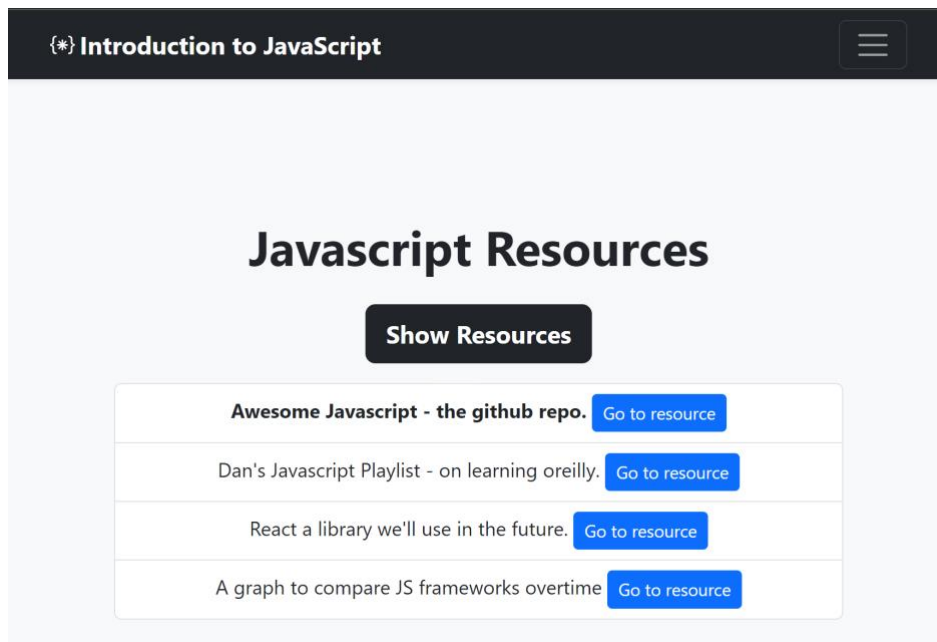 {*} Introduction to JavaScript
Javascript Resources
Show Resources
Awesome Javascript - the github repo. Go to resource
Dan's Javascript Playlist - on learning oreilly. Go to resource
React a library we'll use in the future. Go to resource
A graph to compare JS frameworks overtime Go to resource